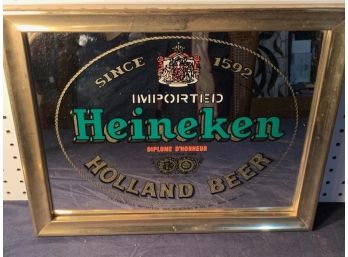 SINCE 1592
IMPORTED
Heineken
DIPLOME D'HONNEUR
HOLLAND BEER